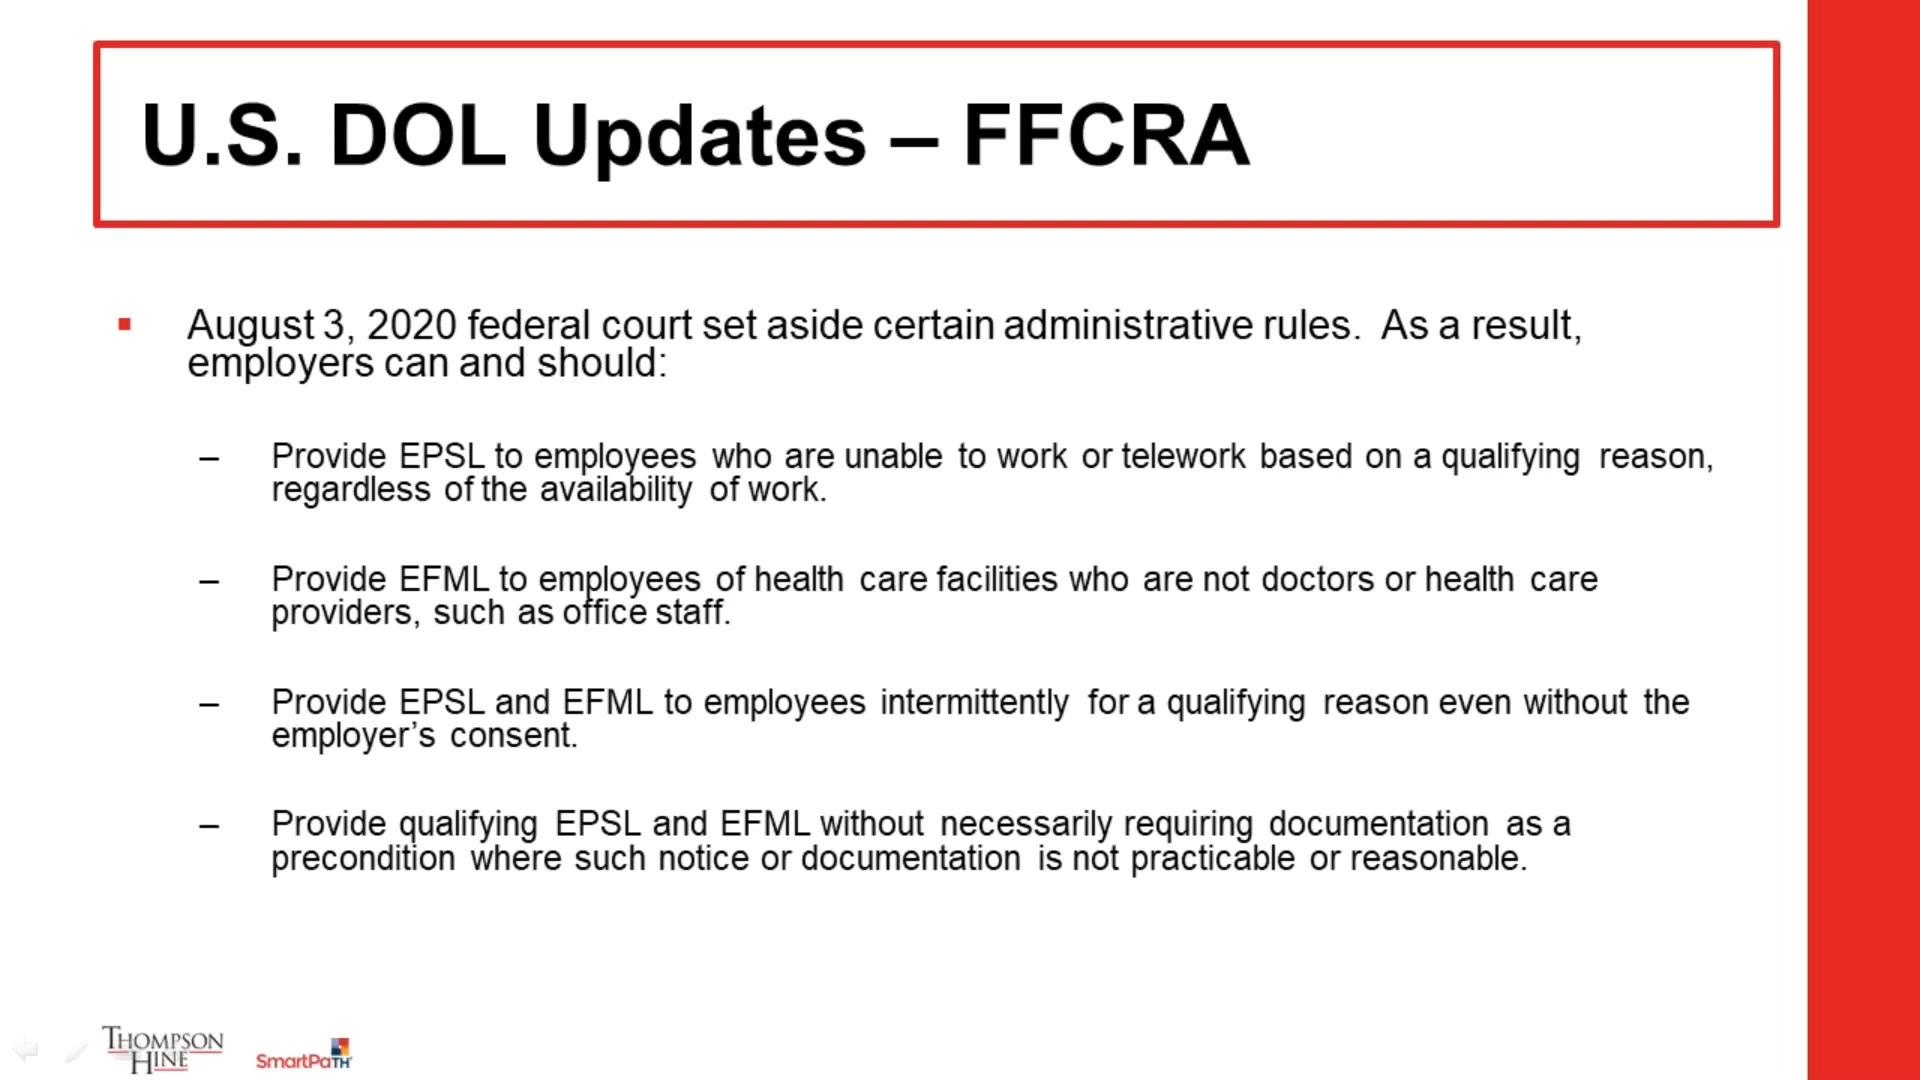 U.S. DOL Updates – FFCRA
▪ August 3, 2020 federal court set aside certain administrative rules. As a result,
employers can and should:
– Provide EPSL to employees who are unable to work or telework based on a qualifying reason,
regardless of the availability of work.
– Provide EFML to employees of health care facilities who are not doctors or health care
providers, such as office staff.
– Provide EPSL and EFML to employees intermittently for a qualifying reason even without the
employer’s consent.
– Provide qualifying EPSL and EFML without necessarily requiring documentation as a
precondition where such notice or documentation is not practicable or reasonable.
THOMPSON
HINE
SmartPaTH